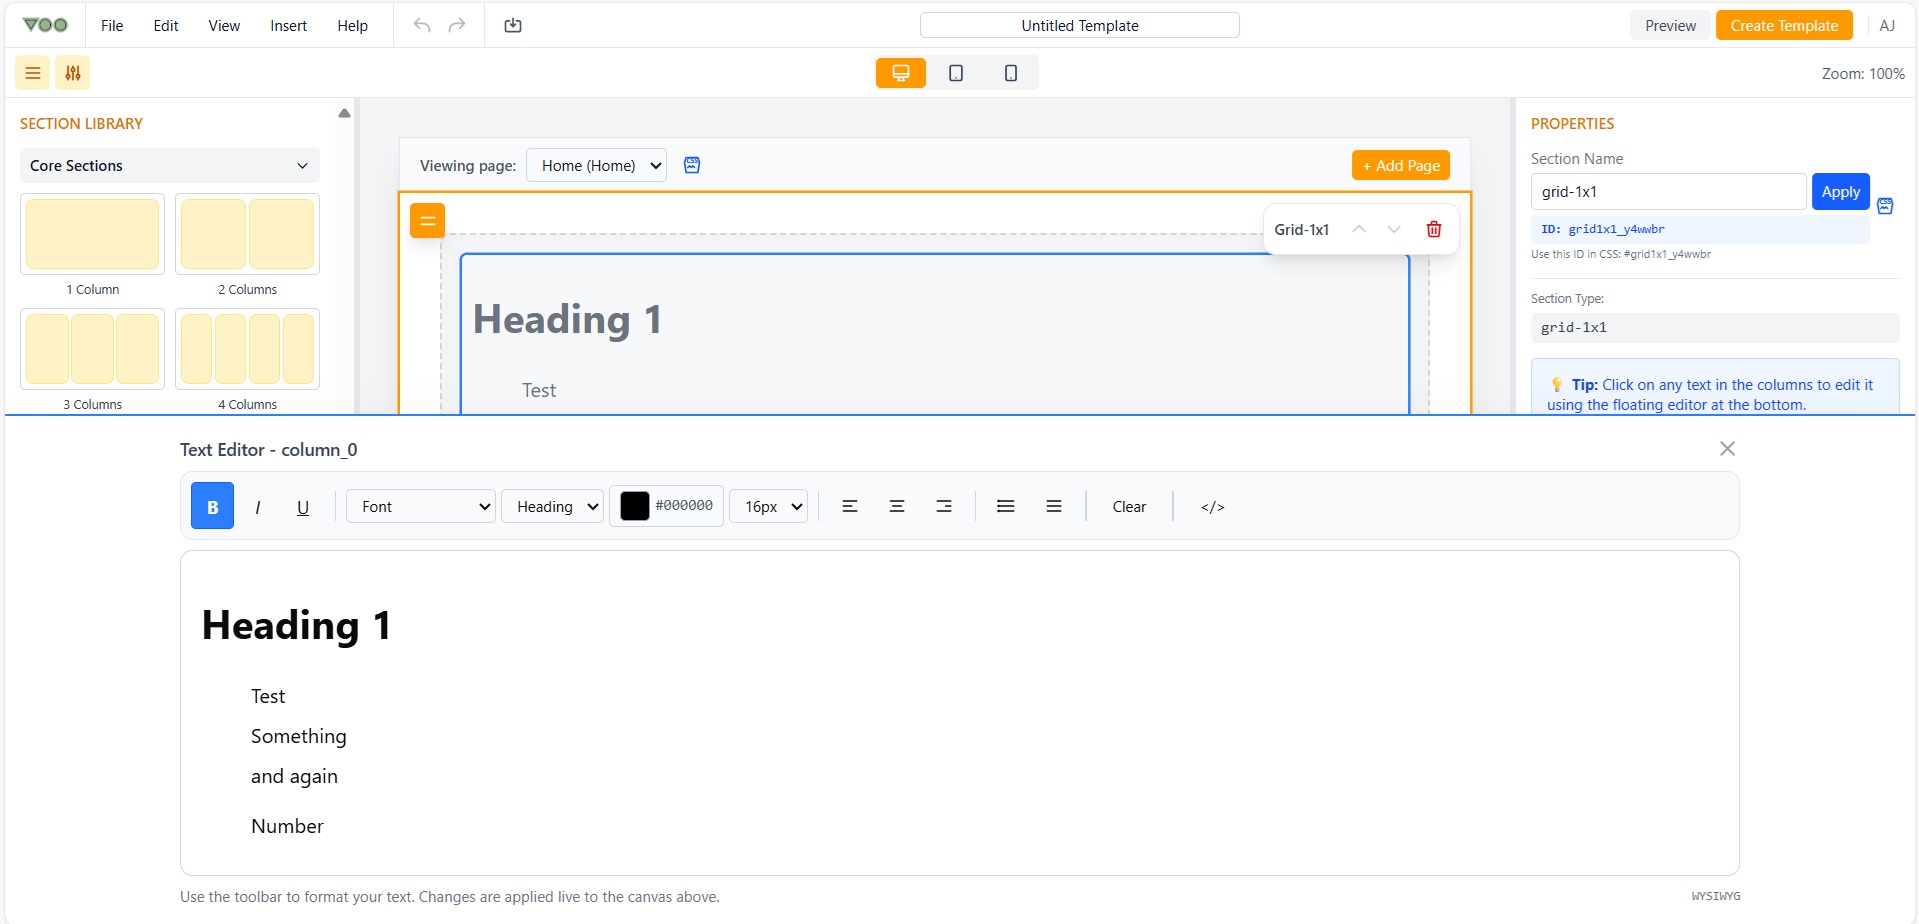 VOO
File Edit View Insert Help
Untitled Template
Preview Create Template AJ
Zoom: 100%
SECTION LIBRARY
Core Sections
1 Column 2 Columns
3 Columns 4 Columns
Viewing page: Home (Home) CSS + Add Page
Grid-1x1
Heading 1
Test
PROPERTIES
Section Name
grid-1x1 Apply CSS
ID: grid1x1_y4wwbr
Use this ID in CSS: #grid1x1_y4wwbr
Section Type:
grid-1x1
💡 Tip: Click on any text in the columns to edit it
using the floating editor at the bottom.
Text Editor - column_0
B I U Font Heading #000000 16px Clear </>
Heading 1
Test
Something
and again
Number
Use the toolbar to format your text. Changes are applied live to the canvas above.
WYSIWYG